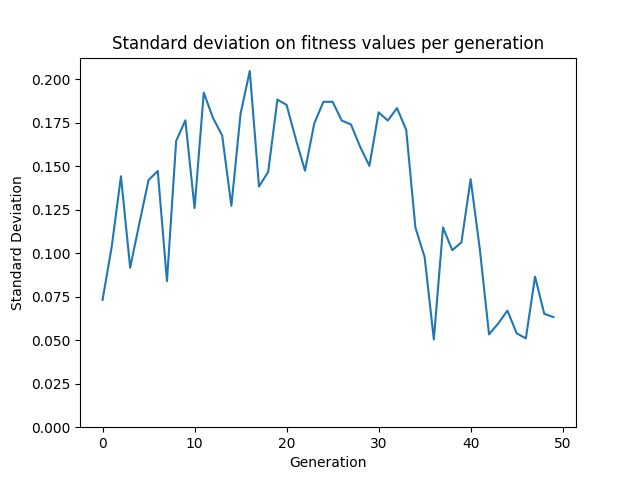 Standard deviation on fitness values per generation
0.200
0.175
0.150
0.125
0.100
0.075
0.050
0.025
0.000
Standard Deviation
0 10 20 30 40 50
Generation